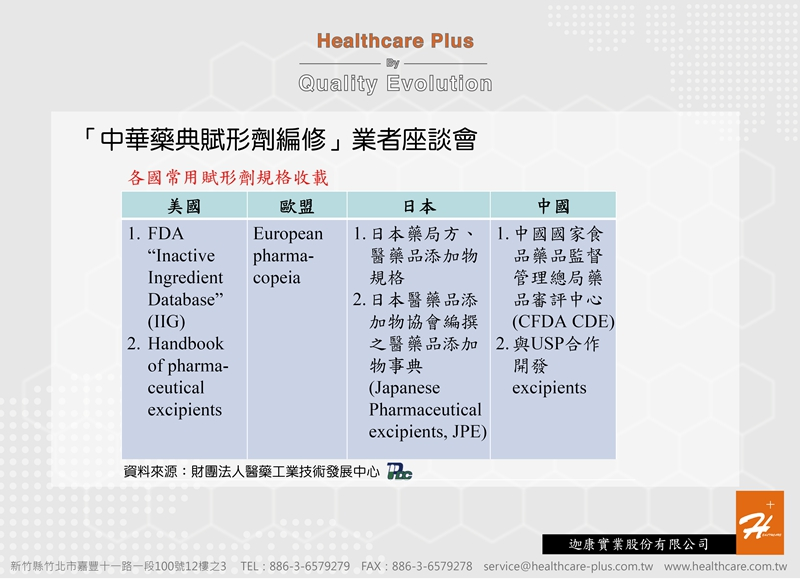 Healthcare Plus
By
Quality Evolution
「中華藥典賦形劑編修」業者座談會
各國常用賦形劑規格收載
美國
歐盟
日本
中國
1. FDA
“Inactive
Ingredient
Database”
(IIG)
2. Handbook
of pharma-
ceutical
excipients
European
pharma-
copeia
1. 日本藥局方、
醫藥品添加物
規格
2. 日本醫藥品添
加物協會編撰
之醫藥品添加
物事典
(Japanese
Pharmaceutical
excipients, JPE)
1. 中國國家食
品藥品監督
管理總局藥
品審評中心
(CFDA CDE)
2. 與USP合作
開發
excipients
資料來源：財團法人醫藥工業技術發展中心
迦康實業股份有限公司
新竹縣竹北市嘉豐十一路一段100號12樓之3 TEL：886-3-6579279 FAX：886-3-6579278 service@healthcare-plus.com.tw www.healthcare.com.tw